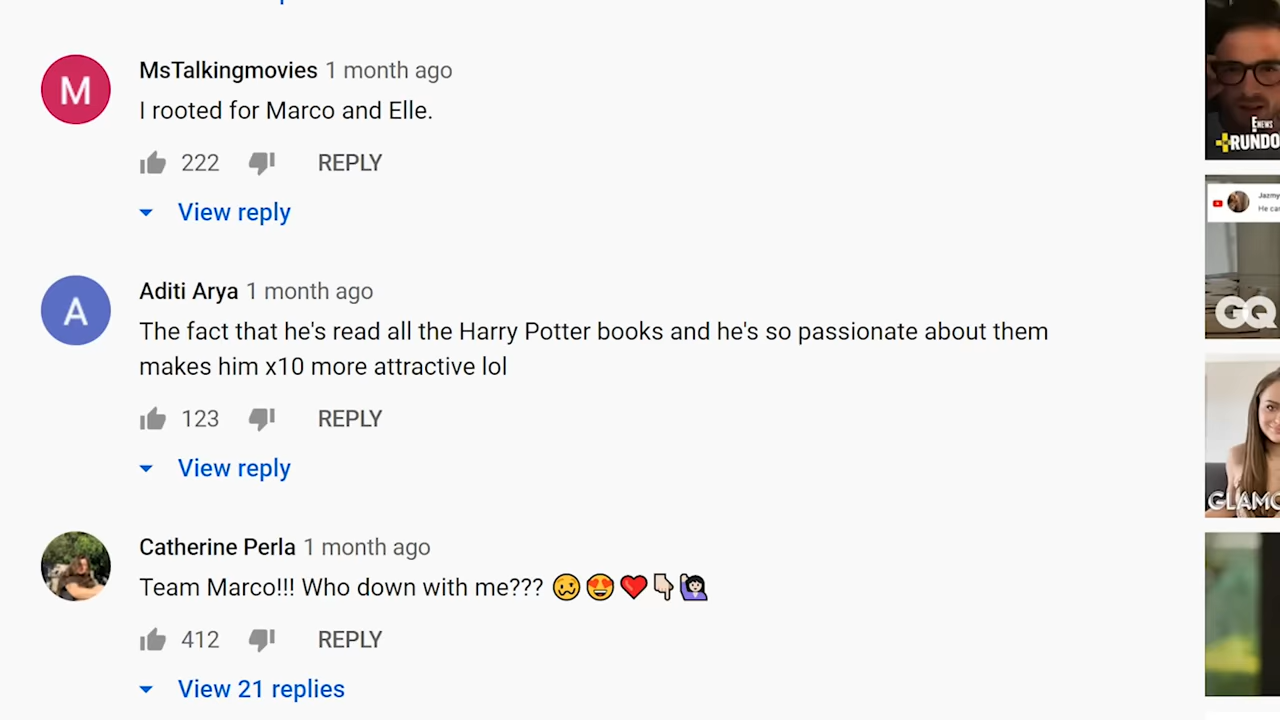 M
MsTalkingmovies 1 month ago
I rooted for Marco and Elle.
222 REPLY
View reply
A
Aditi Arya 1 month ago
The fact that he's read all the Harry Potter books and he's so passionate about them
makes him x10 more attractive lol
123 REPLY
View reply
Catherine Perla 1 month ago
Team Marco!!! Who down with me??? 🥴😍❤️👇🏻🙋🏻‍♀️
412 REPLY
View 21 replies
E NEWS
GQ